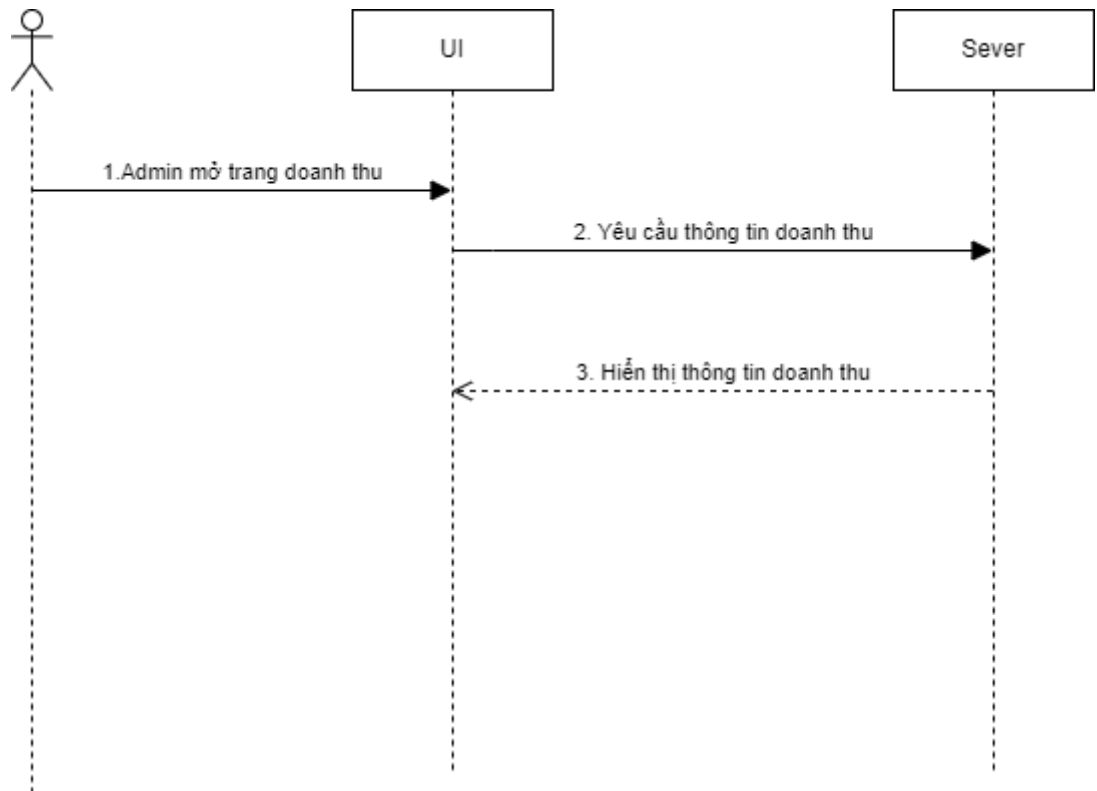 UI
Sever
1.Admin mở trang doanh thu
2. Yêu cầu thông tin doanh thu
3. Hiển thị thông tin doanh thu